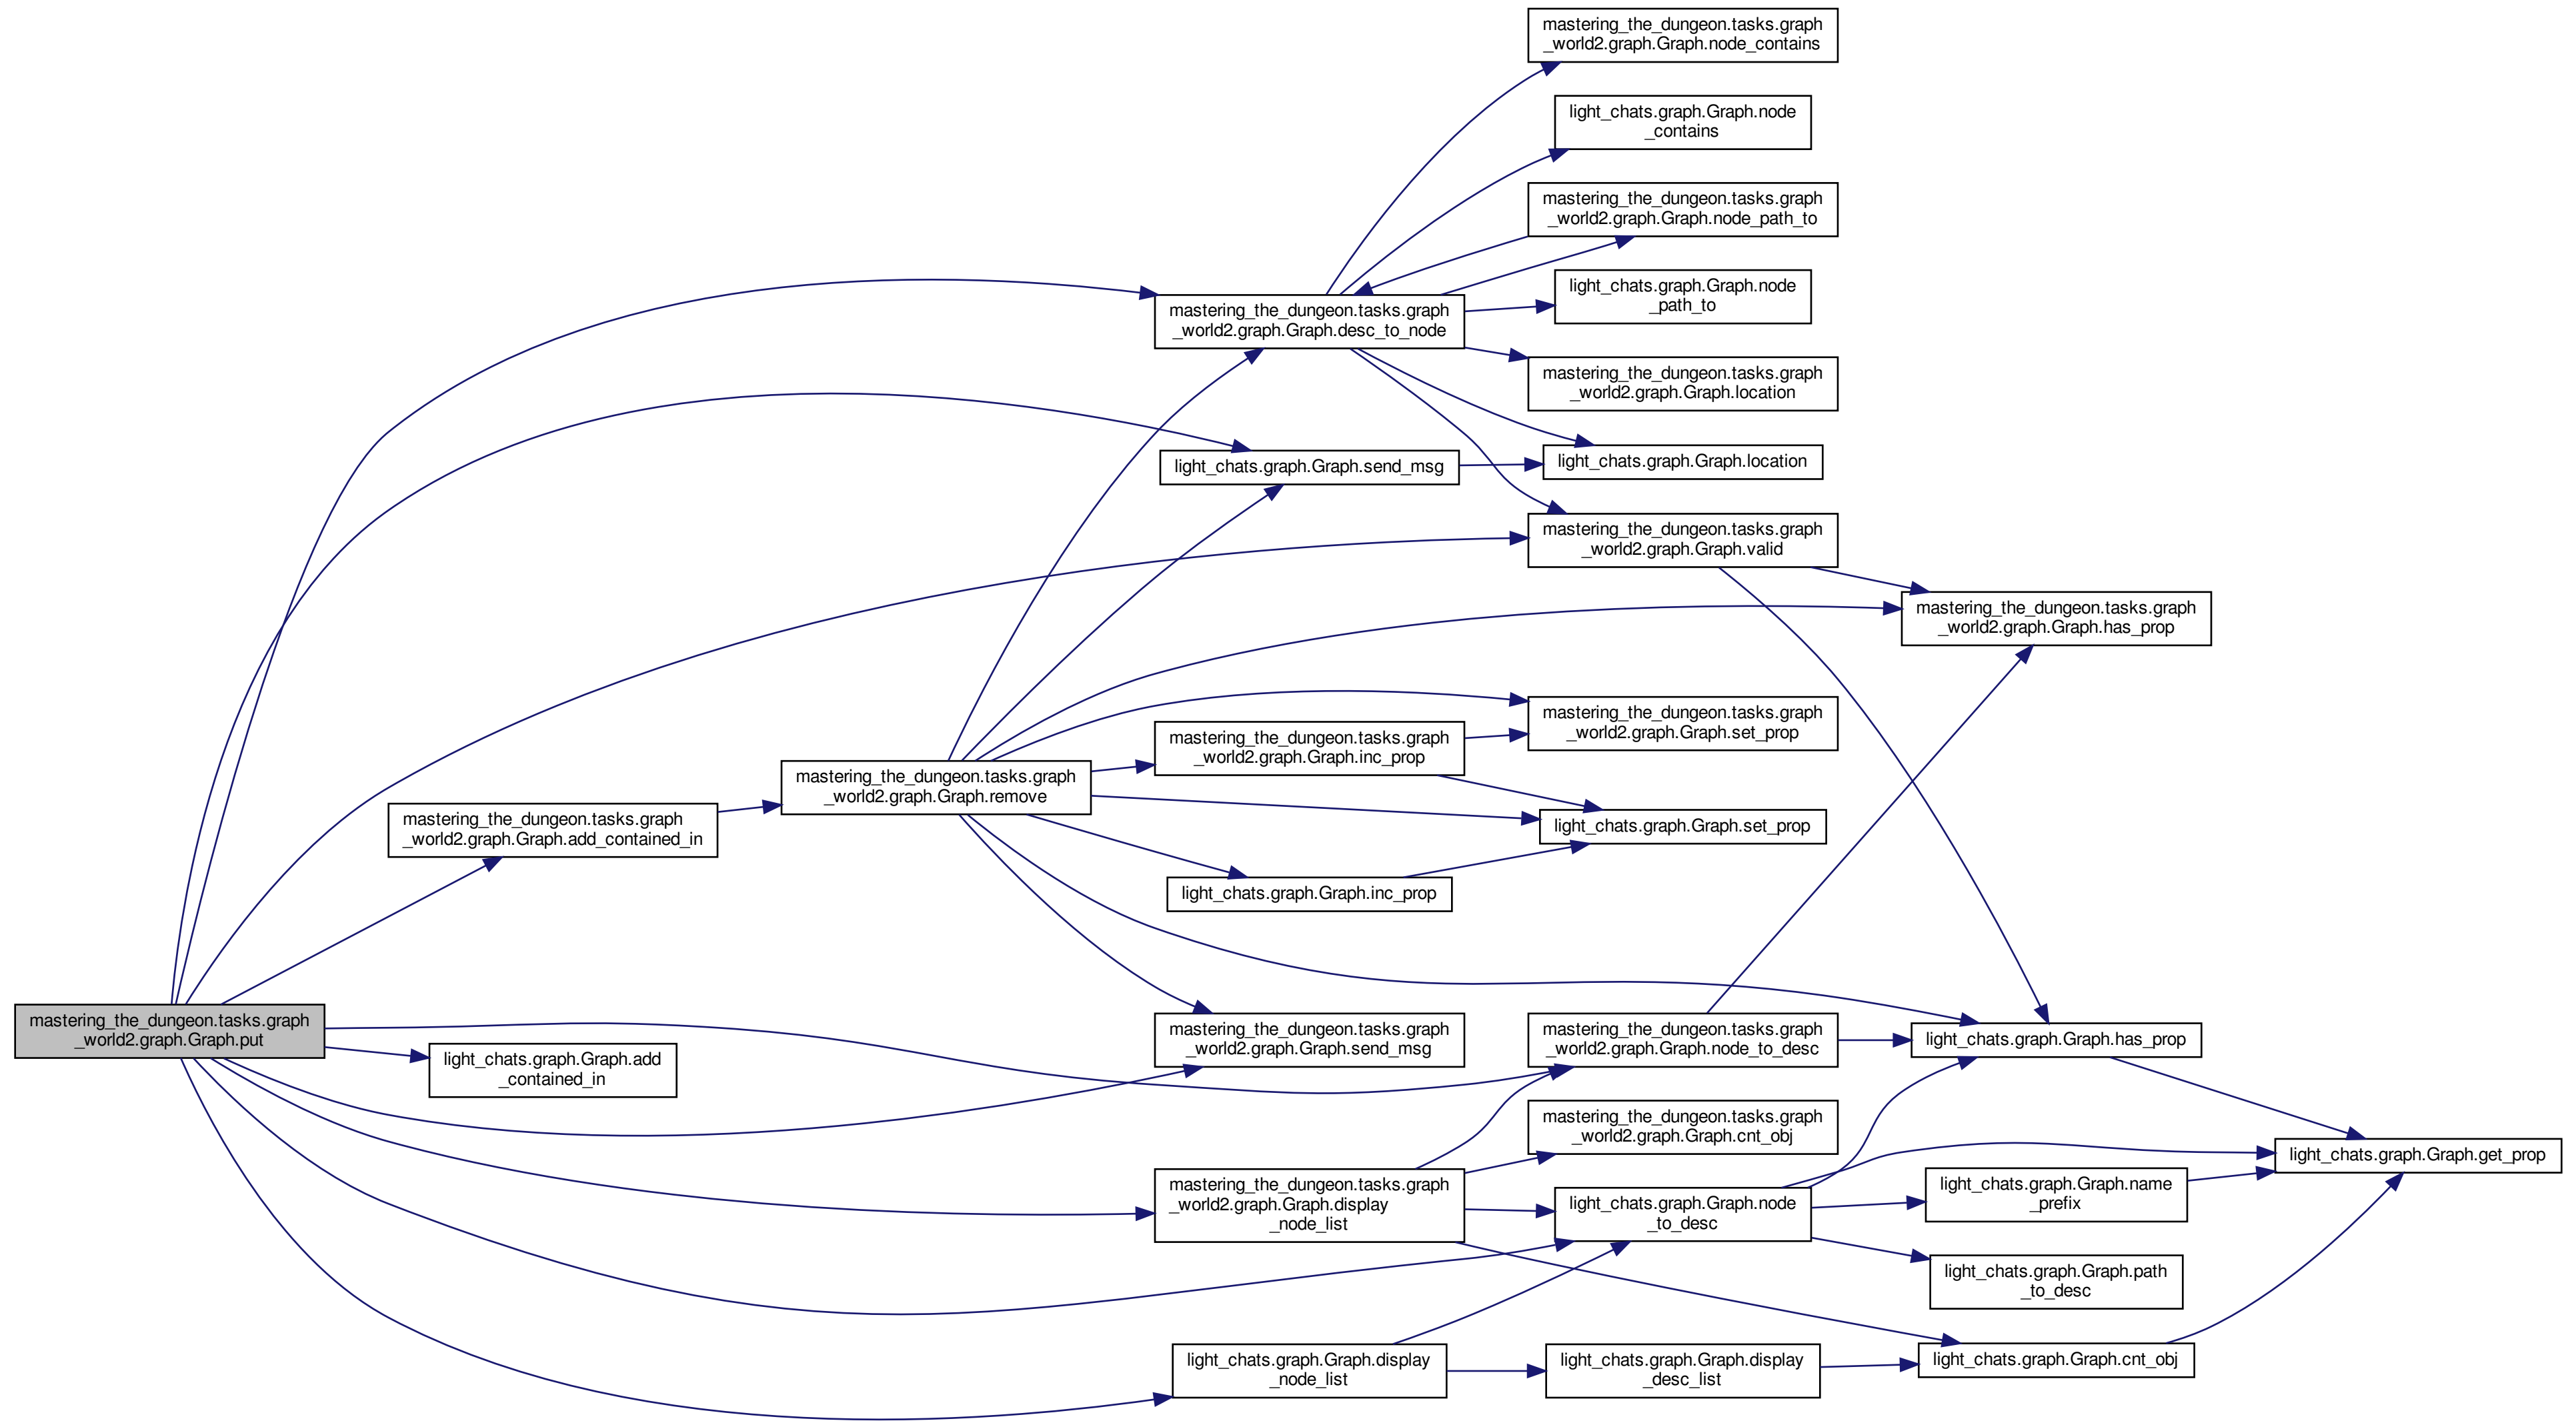 mastering_the_dungeon.tasks.graph
_world2.graph.Graph.node_contains
light_chats.graph.Graph.node
_contains
mastering_the_dungeon.tasks.graph
_world2.graph.Graph.node_path_to
light_chats.graph.Graph.node
_path_to
mastering_the_dungeon.tasks.graph
_world2.graph.Graph.desc_to_node
mastering_the_dungeon.tasks.graph
_world2.graph.Graph.location
light_chats.graph.Graph.send_msg
light_chats.graph.Graph.location
mastering_the_dungeon.tasks.graph
_world2.graph.Graph.valid
mastering_the_dungeon.tasks.graph
_world2.graph.Graph.has_prop
mastering_the_dungeon.tasks.graph
_world2.graph.Graph.set_prop
mastering_the_dungeon.tasks.graph
_world2.graph.Graph.inc_prop
mastering_the_dungeon.tasks.graph
_world2.graph.Graph.remove
mastering_the_dungeon.tasks.graph
_world2.graph.Graph.add_contained_in
light_chats.graph.Graph.set_prop
light_chats.graph.Graph.inc_prop
mastering_the_dungeon.tasks.graph
_world2.graph.Graph.put
mastering_the_dungeon.tasks.graph
_world2.graph.Graph.send_msg
mastering_the_dungeon.tasks.graph
_world2.graph.Graph.node_to_desc
light_chats.graph.Graph.has_prop
light_chats.graph.Graph.add
_contained_in
mastering_the_dungeon.tasks.graph
_world2.graph.Graph.cnt_obj
light_chats.graph.Graph.get_prop
mastering_the_dungeon.tasks.graph
_world2.graph.Graph.display
_node_list
light_chats.graph.Graph.node
_to_desc
light_chats.graph.Graph.name
_prefix
light_chats.graph.Graph.path
_to_desc
light_chats.graph.Graph.display
_node_list
light_chats.graph.Graph.display
_desc_list
light_chats.graph.Graph.cnt_obj